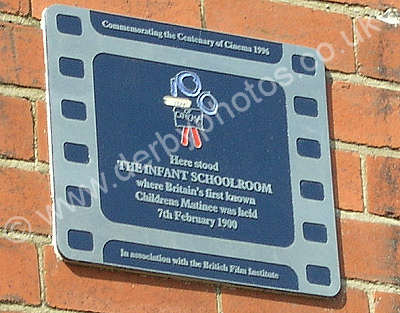 Commemorating the Centenary of Cinema 1996
CINEMA
100
Here stood
THE INFANT SCHOOLROOM
where Britain's first known
Childrens Matinee was held
7th February 1900
In association with the British Film Institute
© www.derbyphotos.co.uk